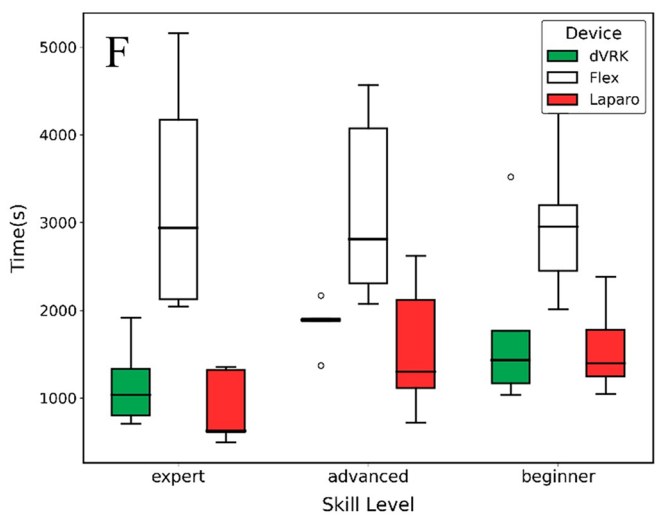 F
Device
dVRK
Flex
Laparo
Time(s)
5000
4000
3000
2000
1000
expert advanced beginner
Skill Level